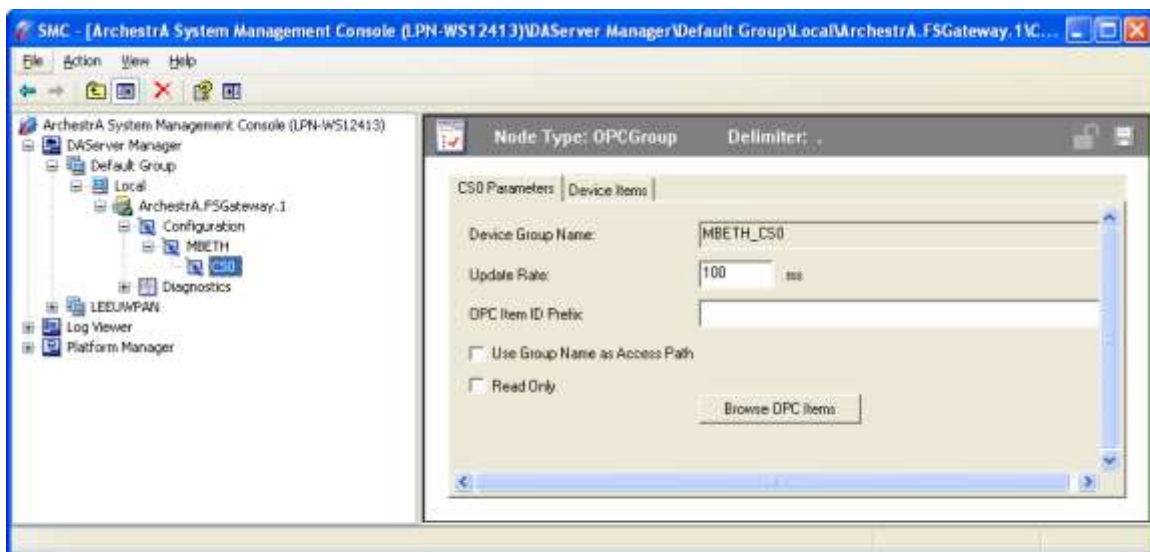 SMC - [ArchestrA System Management Console (LPN-WS12413)\DAServer Manager\Default Group\Local\ArchestrA.FSGateway.1\C...
File Action View Help
ArchestrA System Management Console (LPN-WS12413)
DAServer Manager
Default Group
Local
ArchestrA.FSGateway.1
Configuration
MBETH
CS0
Diagnostics
LEEUWPAN
Log Viewer
Platform Manager
Node Type: OPCGroup Delimiter: .
CS0 Parameters Device Items
Device Group Name: MBETH_CS0
Update Rate: 100 ms
OPC Item ID Prefix:
Use Group Name as Access Path
Read Only
Browse OPC Items